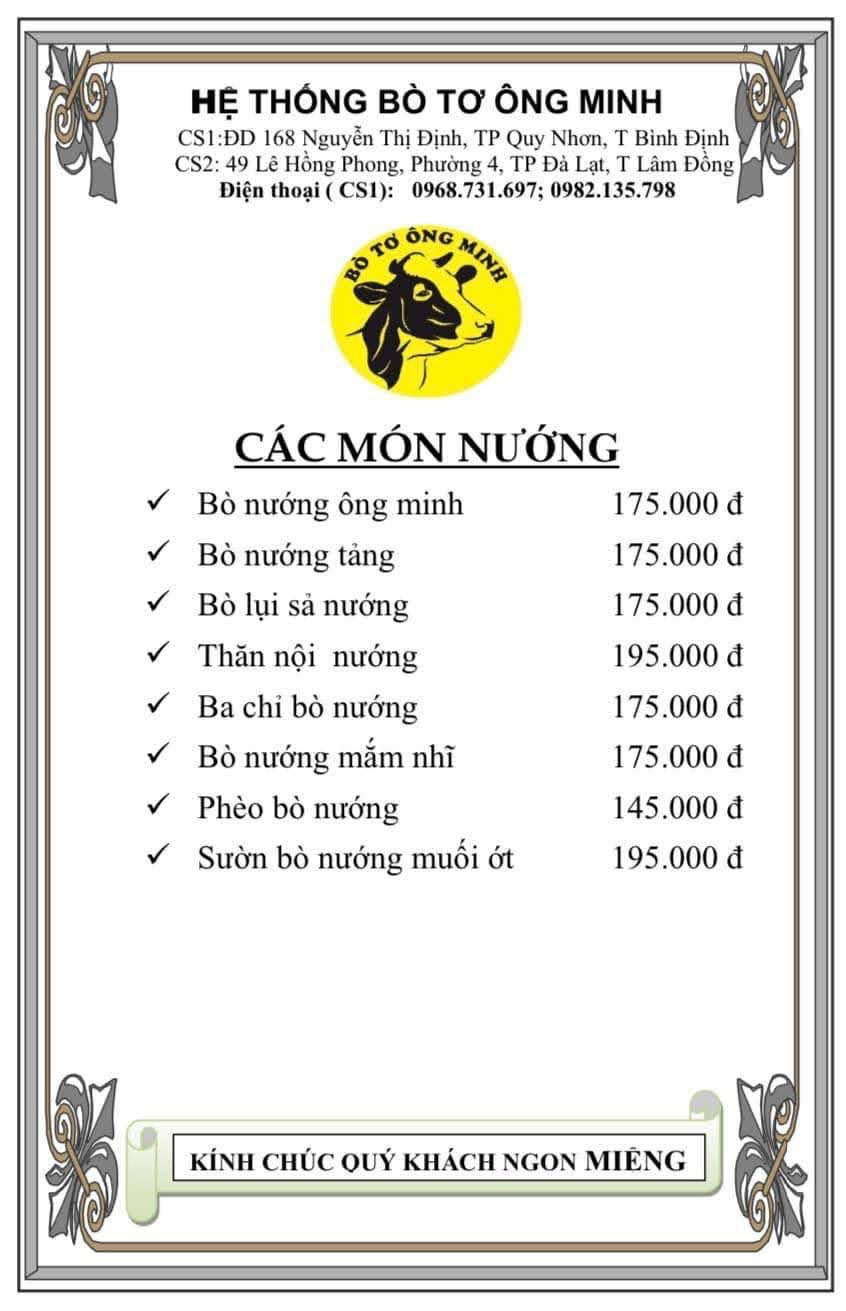 HỆ THỐNG BÒ TƠ ÔNG MINH
CS1:ĐD 168 Nguyễn Thị Định, TP Quy Nhơn, T Bình Định
CS2: 49 Lê Hồng Phong, Phường 4, TP Đà Lạt, T Lâm Đồng
Điện thoại ( CS1): 0968.731.697; 0982.135.798
BÒ TƠ ÔNG MINH
CÁC MÓN NƯỚNG
✓ Bò nướng ông minh 175.000 đ
✓ Bò nướng tảng 175.000 đ
✓ Bò lụi sả nướng 175.000 đ
✓ Thăn nội nướng 195.000 đ
✓ Ba chỉ bò nướng 175.000 đ
✓ Bò nướng mắm nhĩ 175.000 đ
✓ Phèo bò nướng 145.000 đ
✓ Sườn bò nướng muối ớt 195.000 đ
KÍNH CHÚC QUÝ KHÁCH NGON MIỆNG